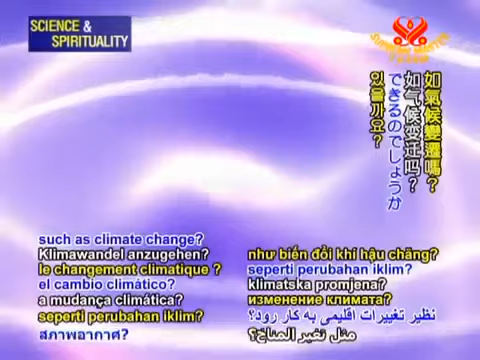 SCIENCE &
SPIRITUALITY
如氣候變遷嗎?
如气候变迁吗?
できるのでしょうか
있을까요?
such as climate change?
Klimawandel anzugehen?
le changement climatique ?
el cambio climático?
a mudança climática?
seperti perubahan iklim?
สภาพอากาศ?
như biến đổi khí hậu chăng?
seperti perubahan iklim?
klimatska promjena?
изменение климата?
نظیر تغییرات اقلیمی به کار رود؟
مثل تغير المناخ؟